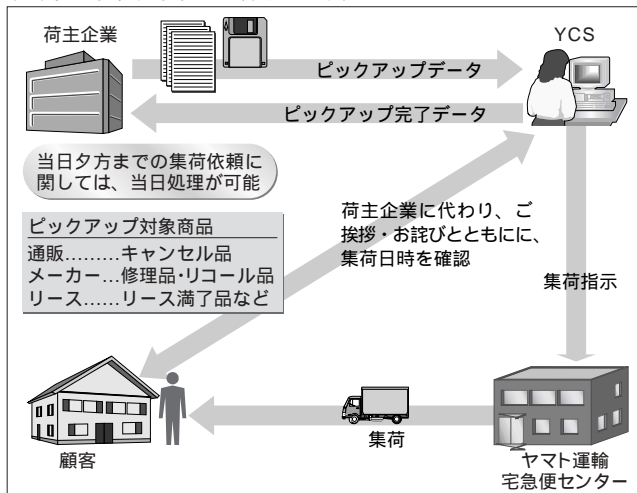 荷主企業
YCS
ピックアップデータ
ピックアップ完了データ
当日夕方までの集荷依頼に
関しては、当日処理が可能
ピックアップ対象商品
通販………キャンセル品
メーカー…修理品・リコール品
リース……リース満了品など
荷主企業に代わり、ご
挨拶・お詫びとともにに、
集荷日時を確認
集荷指示
集荷
顧客
ヤマト運輸
宅急便センター